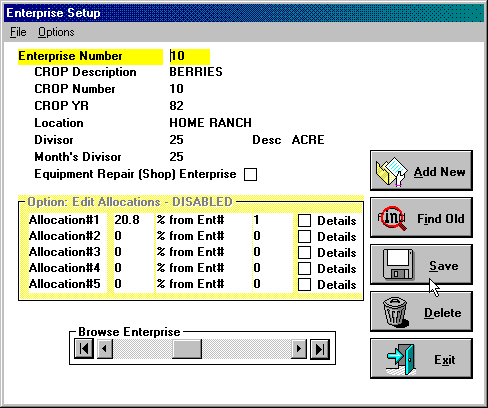 Enterprise Setup
File Options
Enterprise Number 10
CROP Description BERRIES
CROP Number 10
CROP YR 82
Location HOME RANCH
Divisor 25 Desc ACRE
Month's Divisor 25
Equipment Repair (Shop) Enterprise
Option: Edit Allocations - DISABLED
Allocation#1 20.8 % from Ent# 1 Details
Allocation#2 0 % from Ent# 0 Details
Allocation#3 0 % from Ent# 0 Details
Allocation#4 0 % from Ent# 0 Details
Allocation#5 0 % from Ent# 0 Details
Browse Enterprise
Add New
find Find Old
Save
Delete
Exit